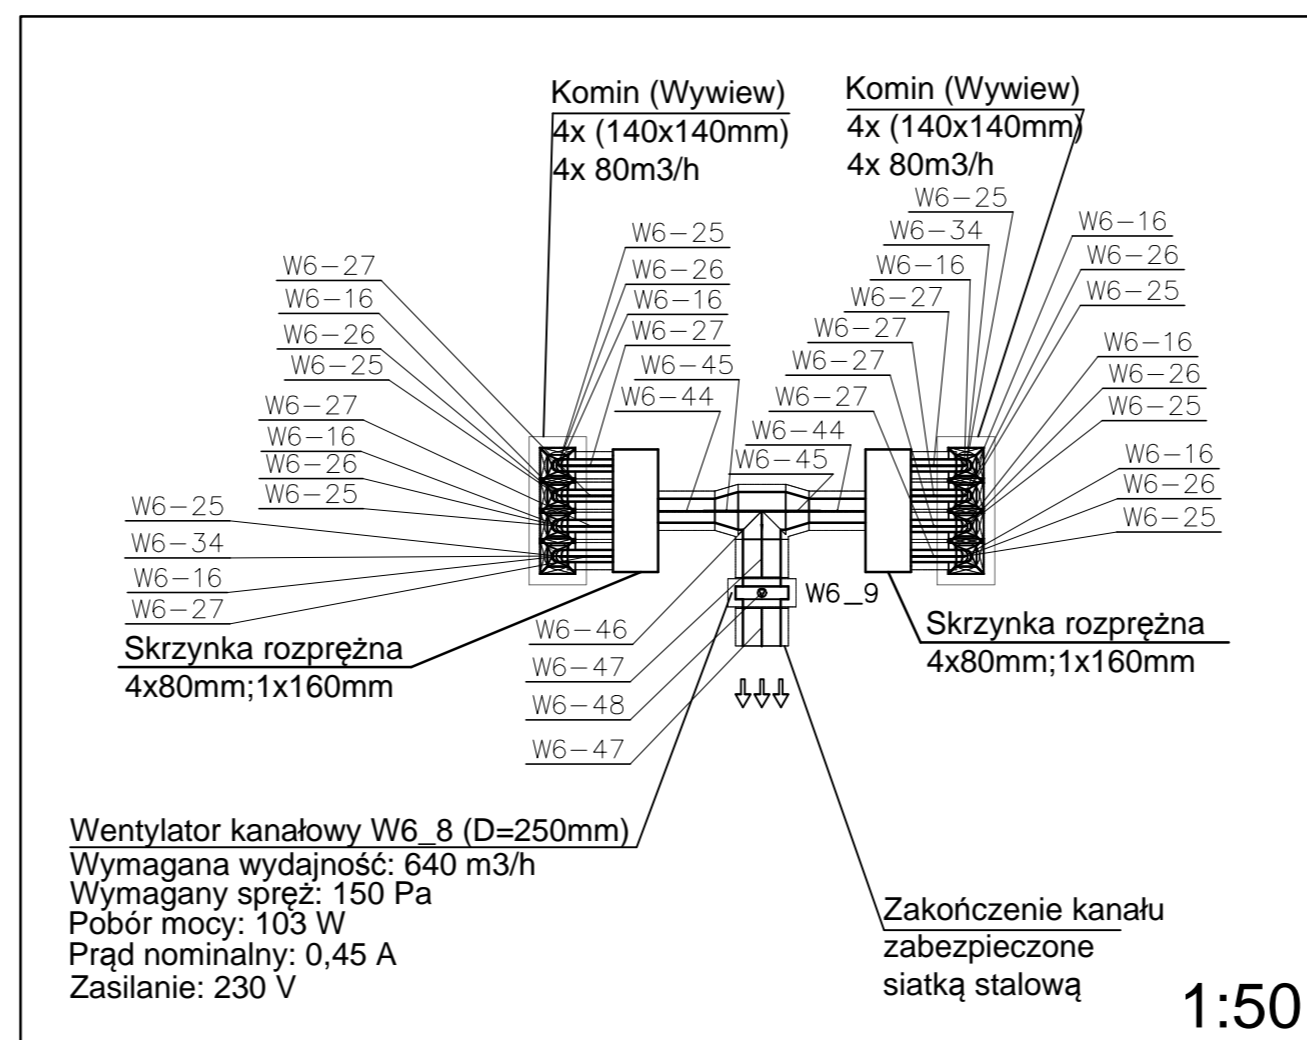 Komin (Wywiew)
4x (140x140mm)
4x 80m3/h
Komin (Wywiew)
4x (140x140mm)
4x 80m3/h
W6-27
W6-16
W6-26
W6-25
W6-27
W6-16
W6-26
W6-25
W6-25
W6-34
W6-16
W6-27
W6-25
W6-26
W6-16
W6-27
W6-45
W6-44
W6-25
W6-34
W6-16
W6-27
W6-27
W6-27
W6-27
W6-44
W6-45
W6-16
W6-26
W6-25
W6-16
W6-26
W6-25
W6-16
W6-26
W6-25
W6_9
Skrzynka rozprężna
4x80mm;1x160mm
W6-46
W6-47
W6-48
W6-47
Skrzynka rozprężna
4x80mm;1x160mm
Wentylator kanałowy W6_8 (D=250mm)
Wymagana wydajność: 640 m3/h
Wymagany spręż: 150 Pa
Pobór mocy: 103 W
Prąd nominalny: 0,45 A
Zasilanie: 230 V
Zakończenie kanału
zabezpieczone
siatką stalową
1:50